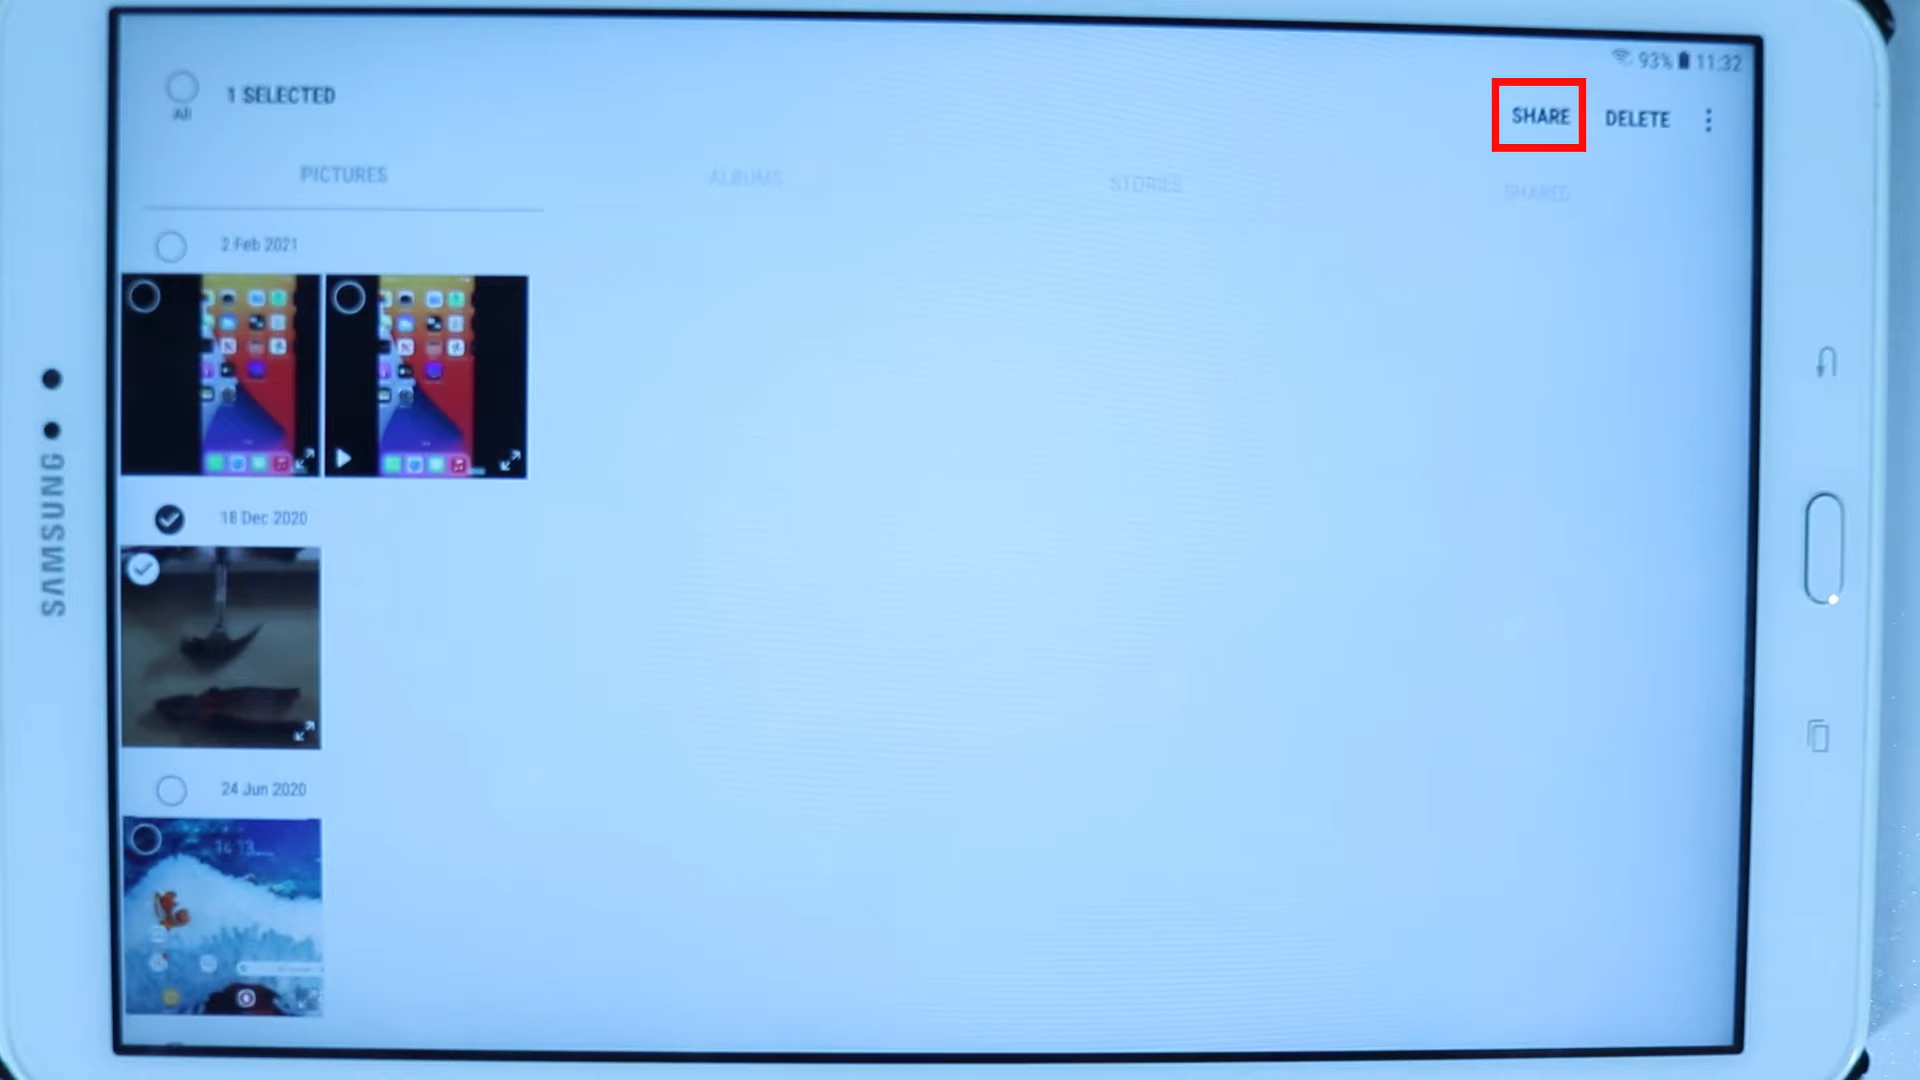 93% 11:32
All
1 SELECTED
SHARE DELETE
PICTURES ALBUMS STORIES SHARED
2 Feb 2021
18 Dec 2020
24 Jun 2020
SAMSUNG